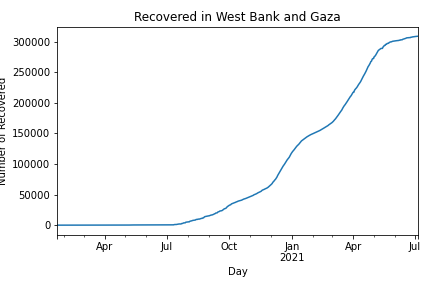 Recovered in West Bank and Gaza
300000
250000
200000
150000
100000
50000
0
Number of Recovered
Apr Jul Oct Jan Apr Jul
2021
Day